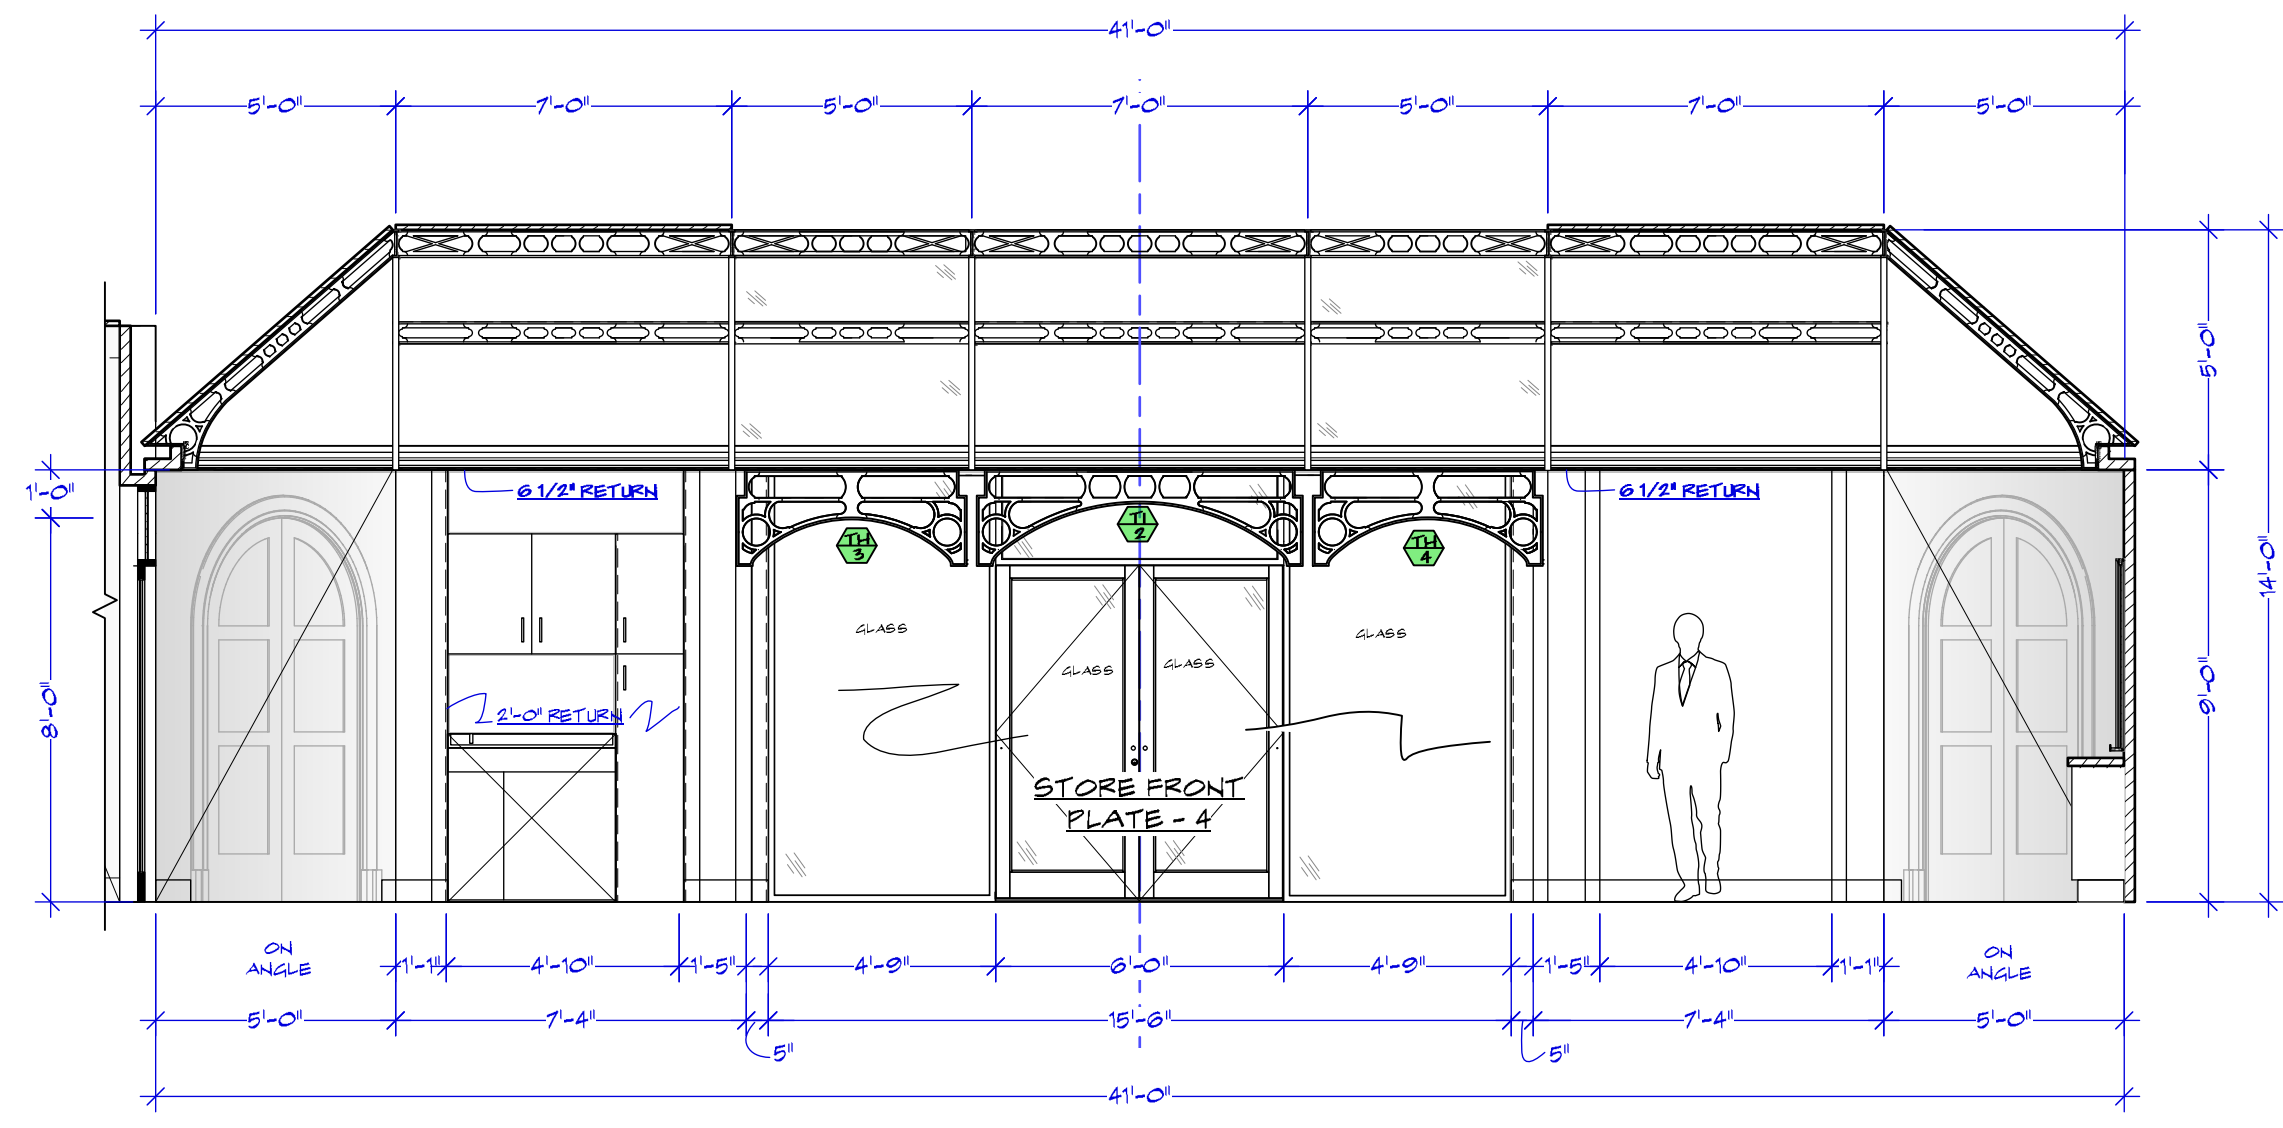 41'-0"
5'-0" 7'-0" 5'-0" 7'-0" 5'-0" 7'-0" 5'-0"
1'-0"
8'-0"
6 1/2" RETURN
6 1/2" RETURN
TH
3
T1
2
TH
4
GLASS
GLASS
GLASS
GLASS
2'-0" RETURN
STORE FRONT
PLATE - 4
5'-0"
9'-0"
14'-0"
ON
ANGLE
1'-1" 4'-10" 1'-5" 4'-9" 6'-0" 4'-9" 1'-5" 4'-10" 1'-1"
ON
ANGLE
5'-0" 7'-4" 15'-6" 7'-4" 5'-0"
5" 5"
41'-0"